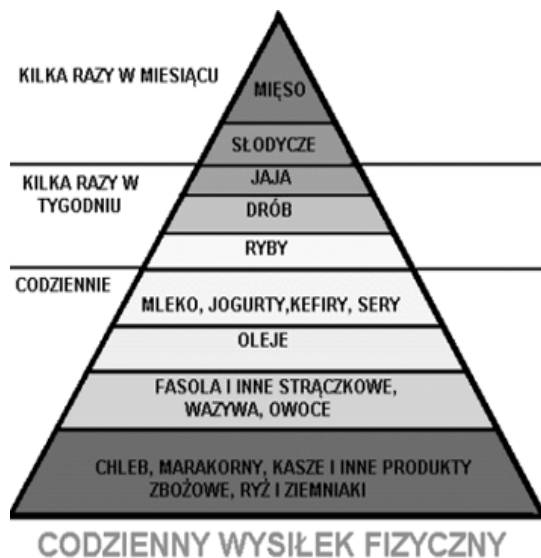 KILKA RAZY W MIESIĄCU
MIĘSO
SŁODYCZE
KILKA RAZY W
TYGODNIU
JAJA
DRÓB
RYBY
CODZIENNIE
MLEKO, JOGURTY,KEFIRY, SERY
OLEJE
FASOLA I INNE STRĄCZKOWE,
WAZYWA, OWOCE
CHLEB, MARAKORNY, KASZE I INNE PRODUKTY
ZBOŻOWE, RYŻ I ZIEMNIAKI
CODZIENNY WYSIŁEK FIZYCZNY